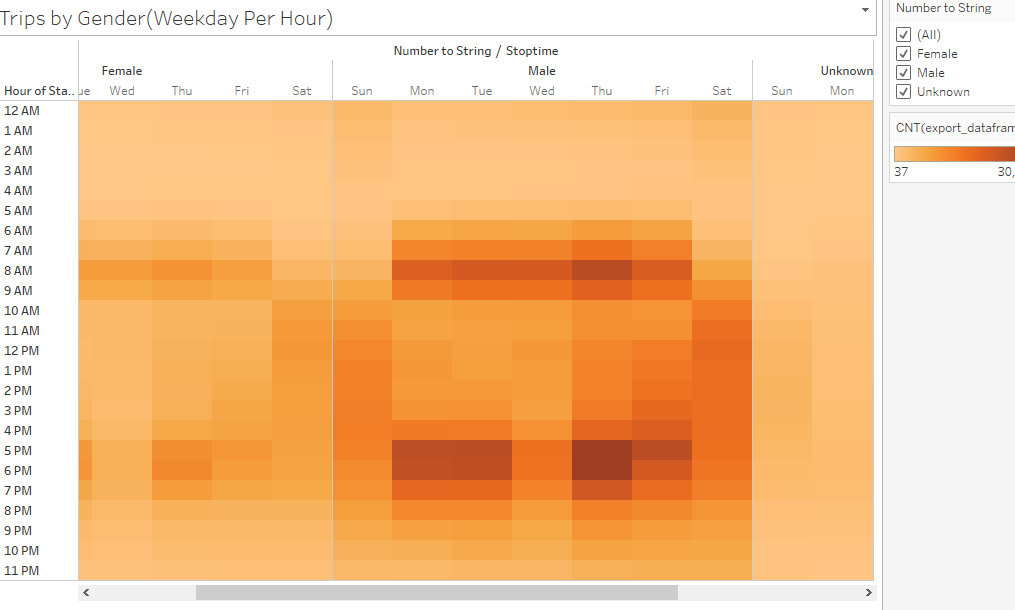 Trips by Gender(Weekday Per Hour)
Number to String / Stoptime
Female Male Unknown
Hour of Sta.. ue Wed Thu Fri Sat Sun Mon Tue Wed Thu Fri Sat Sun Mon
12 AM
1 AM
2 AM
3 AM
4 AM
5 AM
6 AM
7 AM
8 AM
9 AM
10 AM
11 AM
12 PM
1 PM
2 PM
3 PM
4 PM
5 PM
6 PM
7 PM
8 PM
9 PM
10 PM
11 PM
Number to String
(All)
Female
Male
Unknown
CNT(export_datafram
37 30,